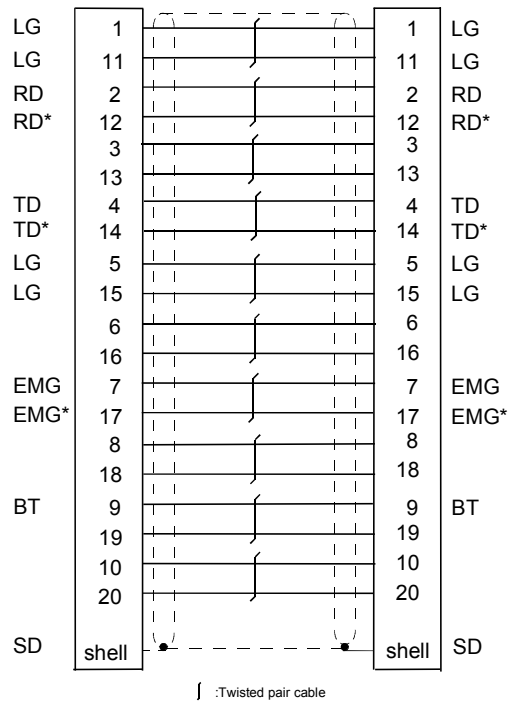 LG 1 1 LG
LG 11 11 LG
RD 2 2 RD
RD* 12 12 RD*
3 3
13 13
TD 4 4 TD
TD* 14 14 TD*
LG 5 5 LG
LG 15 15 LG
6 6
16 16
EMG 7 7 EMG
EMG* 17 17 EMG*
8 8
18 18
BT 9 9 BT
19 19
10 10
20 20
SD shell shell SD
:Twisted pair cable